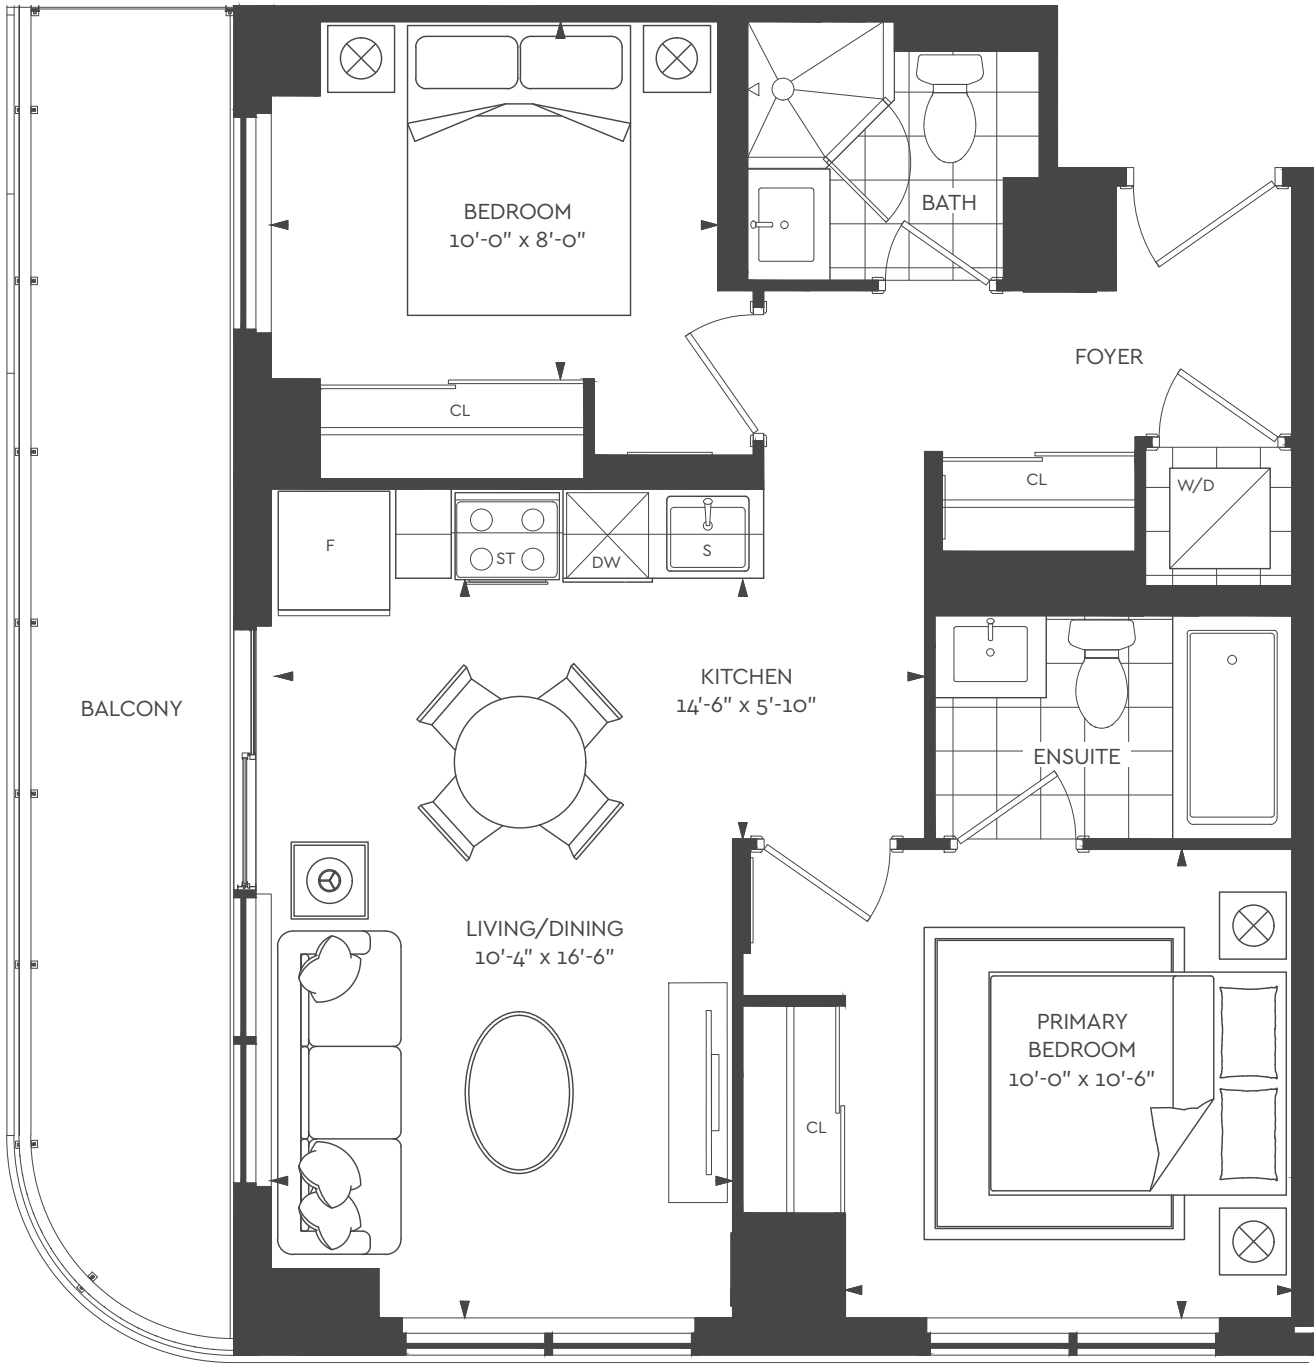 BEDROOM
10'-0" x 8'-0"
BATH
FOYER
CL
CL
W/D
F
ST
DW
S
KITCHEN
14'-6" x 5'-10"
BALCONY
ENSUITE
LIVING/DINING
10'-4" x 16'-6"
PRIMARY
BEDROOM
10'-0" x 10'-6"
CL